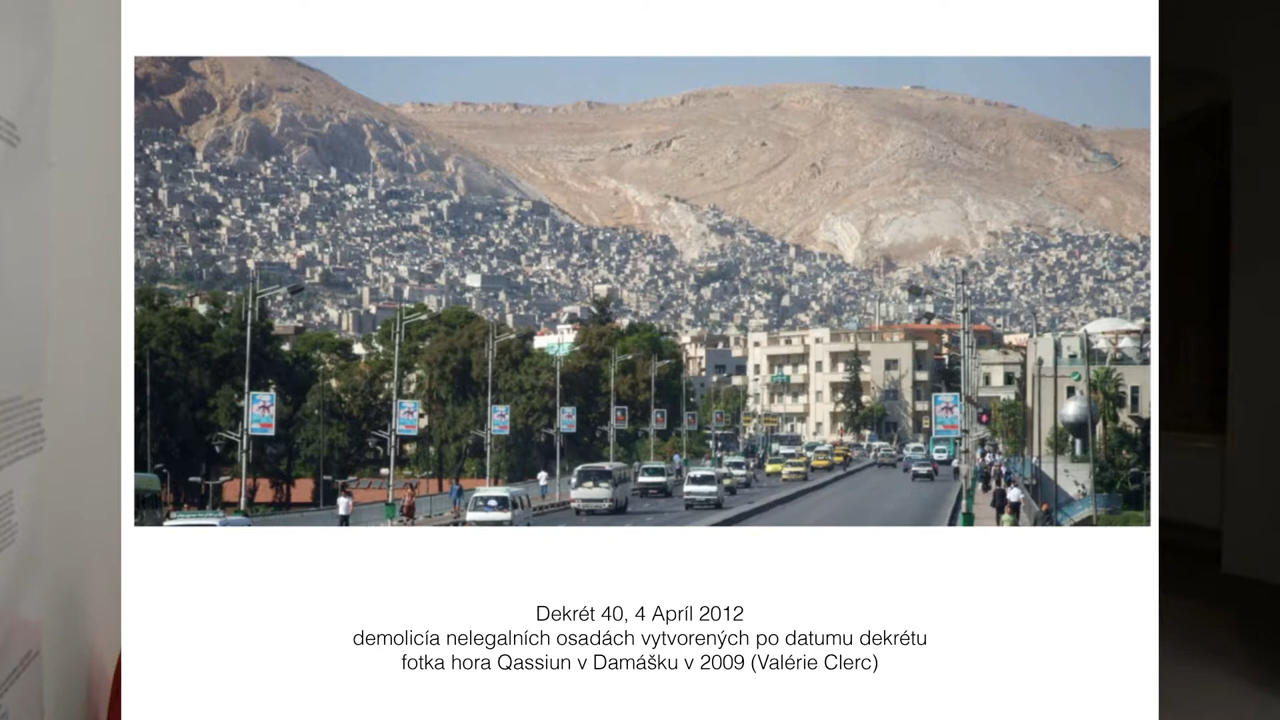 Dekrét 40, 4 Apríl 2012
demolicía nelegalních osadách vytvorených po datumu dekrétu
fotka hora Qassiun v Damášku v 2009 (Valérie Clerc)